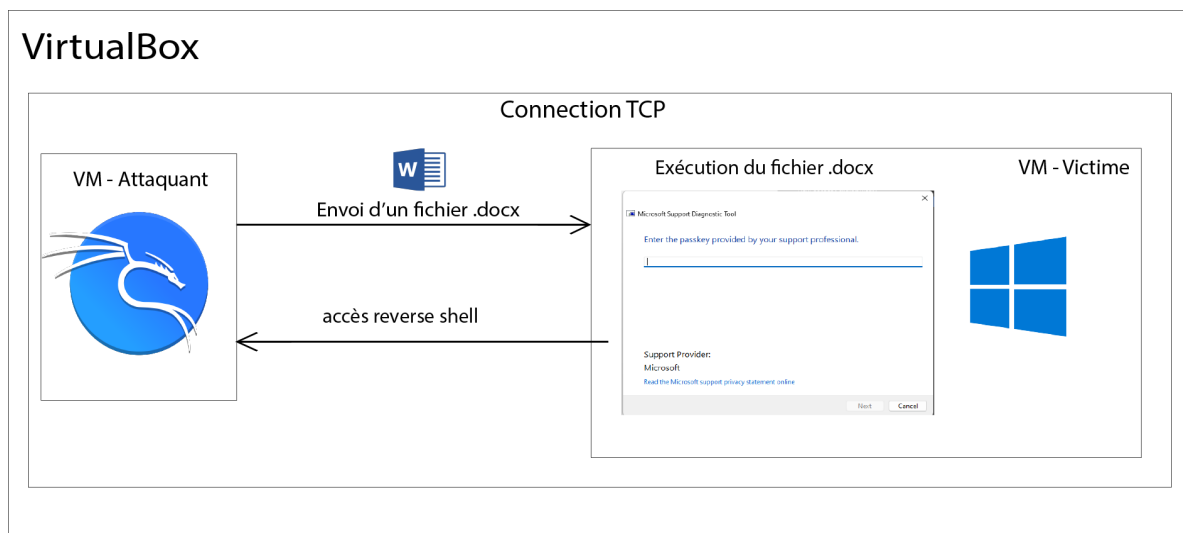 VirtualBox
Connection TCP
VM - Attaquant
W
Envoi d'un fichier .docx
accès reverse shell
Exécution du fichier .docx
VM - Victime
Microsoft Support Diagnostic Tool
Enter the passkey provided by your support professional.
Support Provider:
Microsoft
Read the Microsoft support privacy statement online
Next
Cancel